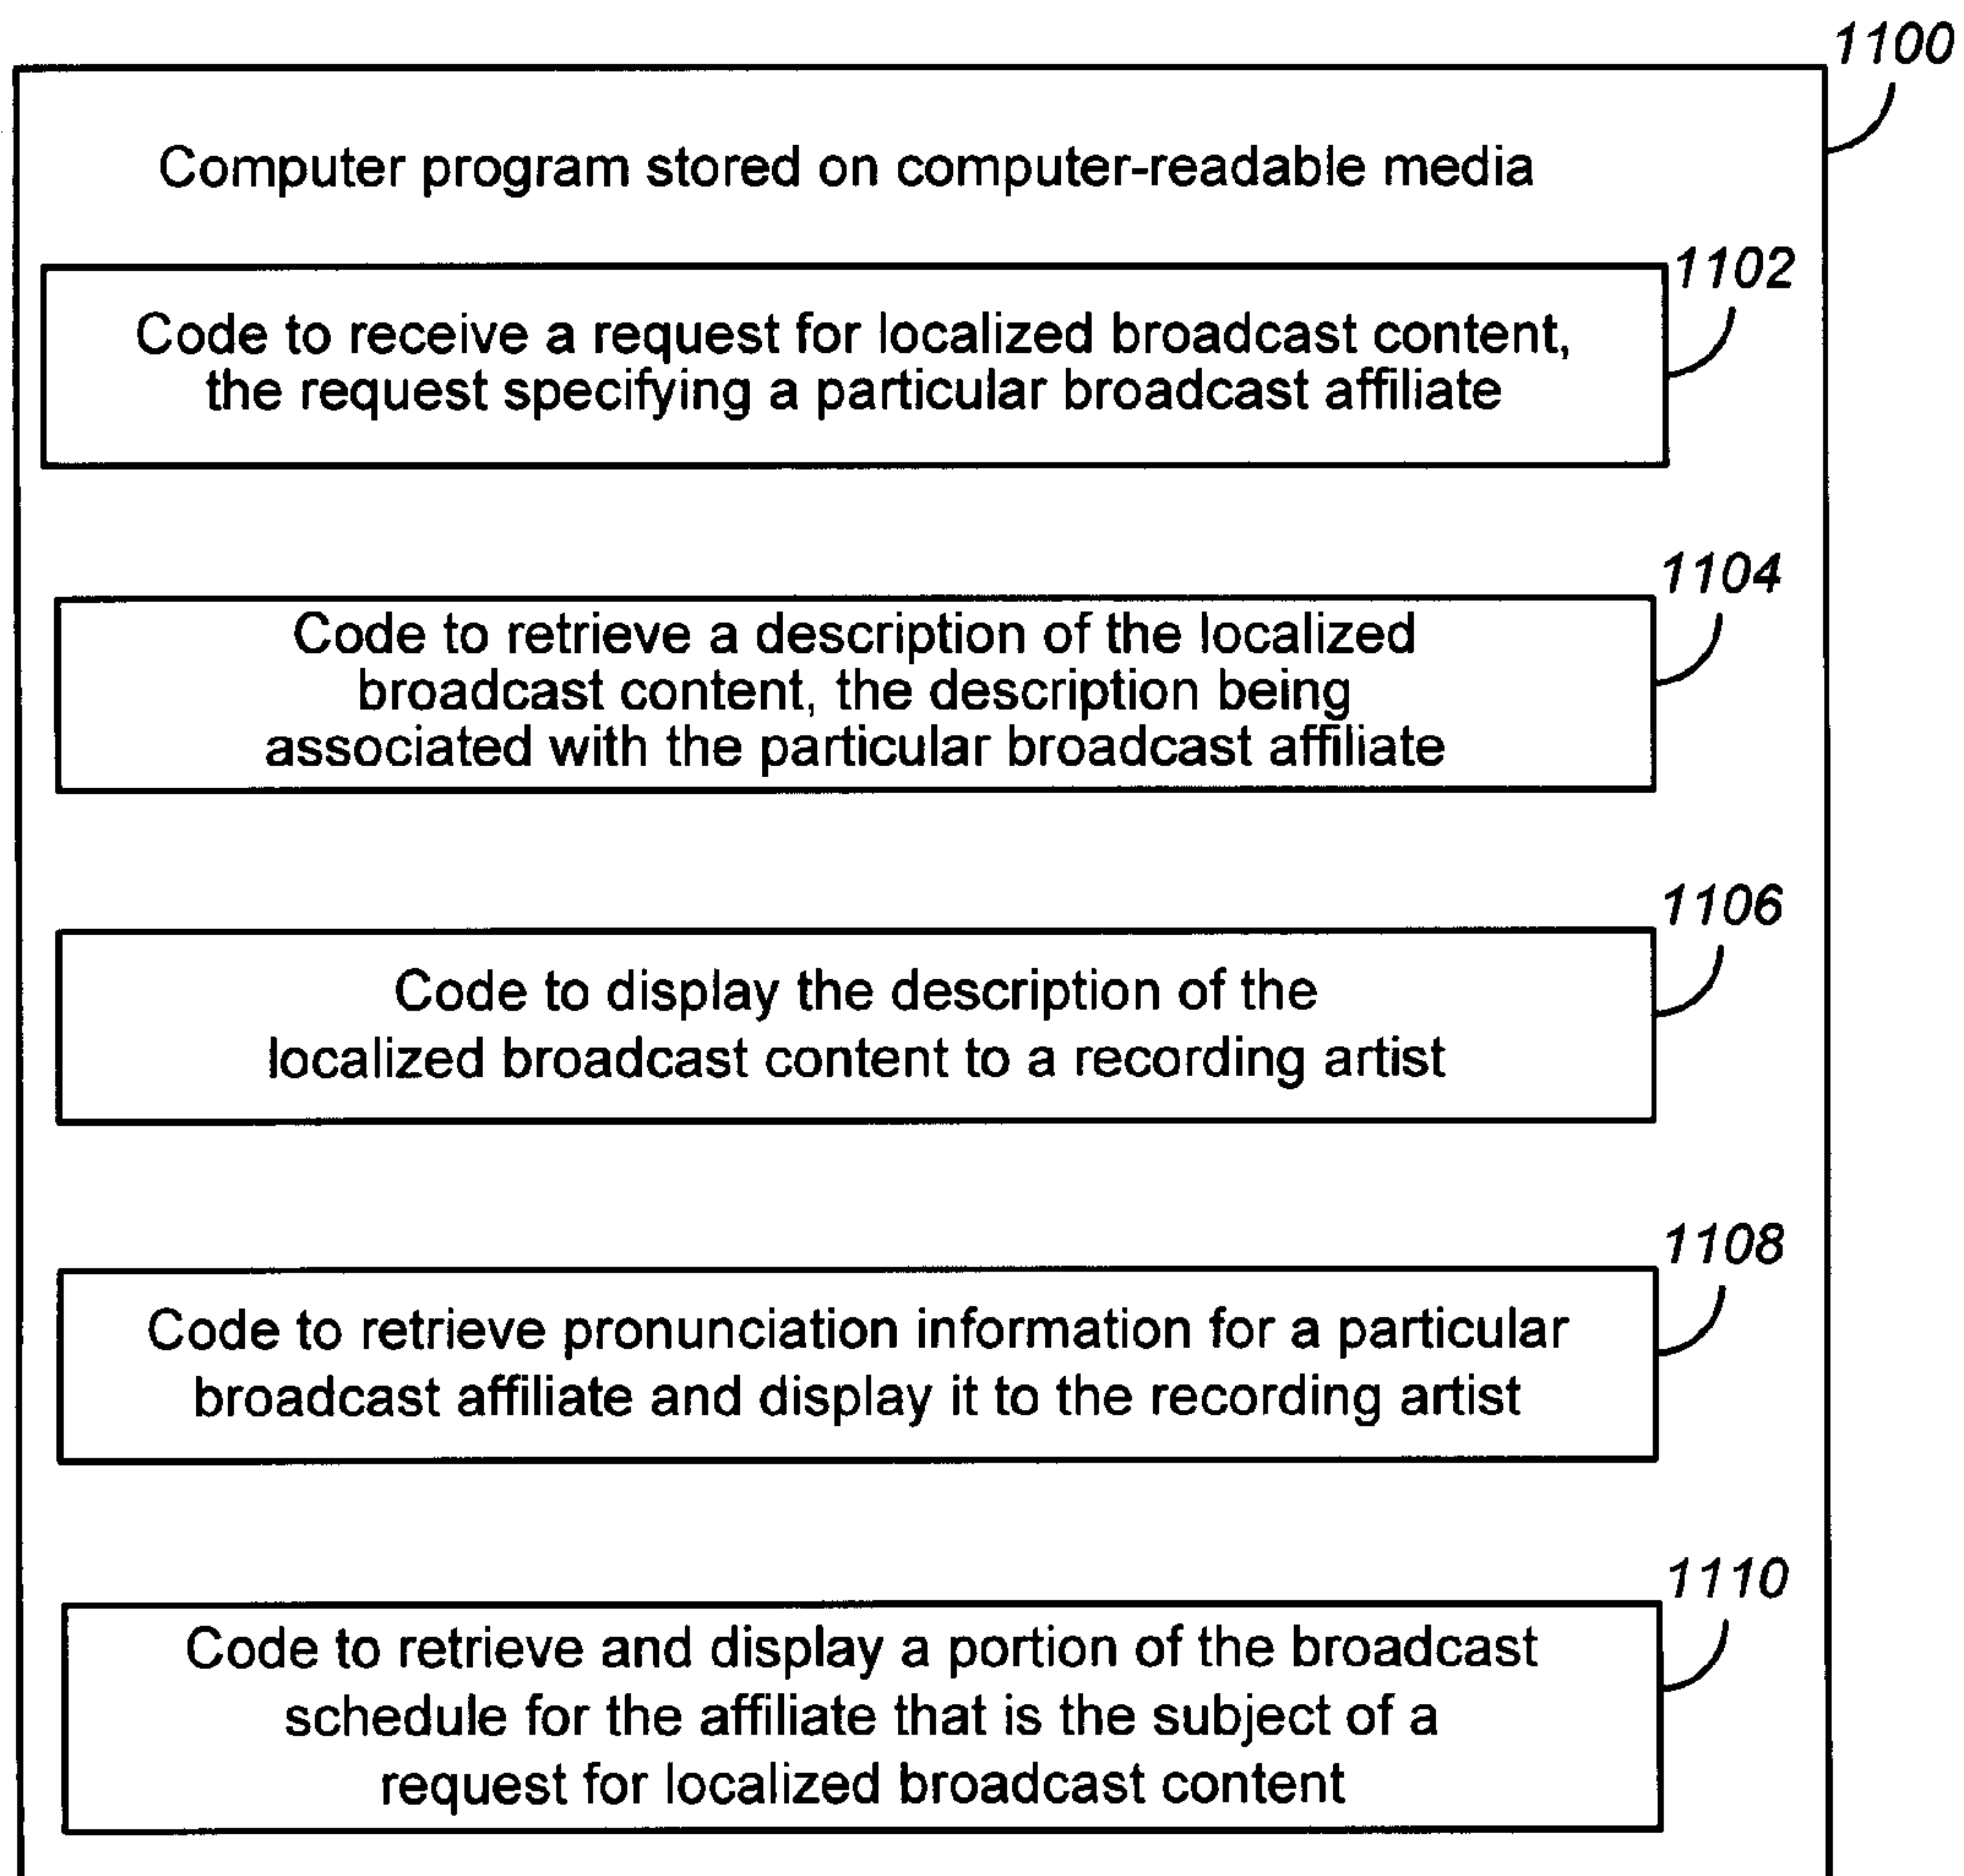 1100
Computer program stored on computer-readable media
1102
Code to receive a request for localized broadcast content,
the request specifying a particular broadcast affiliate
1104
Code to retrieve a description of the localized
broadcast content, the description being
associated with the particular broadcast affiliate
1106
Code to display the description of the
localized broadcast content to a recording artist
1108
Code to retrieve pronunciation information for a particular
broadcast affiliate and display it to the recording artist
1110
Code to retrieve and display a portion of the broadcast
schedule for the affiliate that is the subject of a
request for localized broadcast content